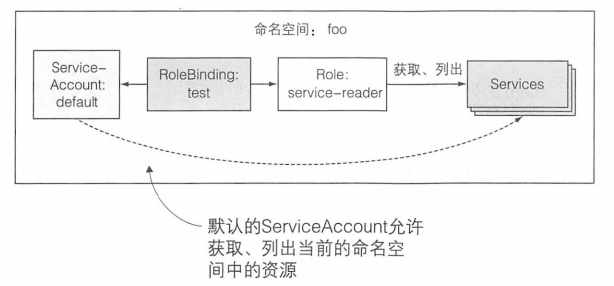 命名空间： foo
Service-
Account:
default
RoleBinding:
test
Role:
service-reader
获取、列出
Services
默认的ServiceAccount允许
获取、列出当前的命名空
间中的资源